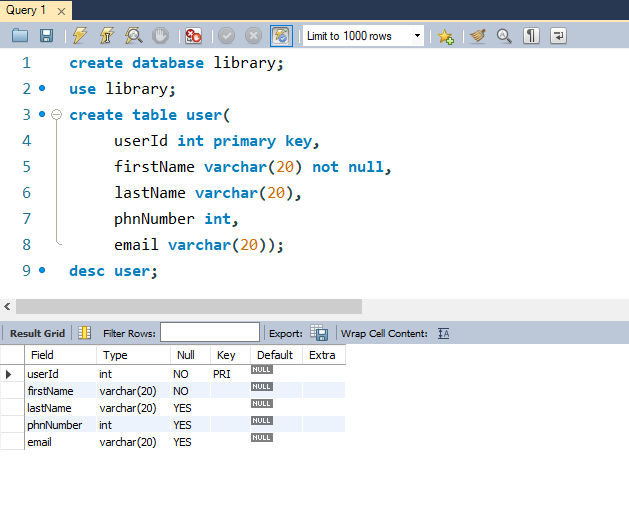 Query 1
Limit to 1000 rows
1 create database library;
2 use library;
3 create table user(
4 userId int primary key,
5 firstName varchar(20) not null,
6 lastName varchar(20),
7 phnNumber int,
8 email varchar(20));
9 desc user;
Result Grid Filter Rows: Export: Wrap Cell Content: IA
Field Type Null Key Default Extra
userId int NO PRI NULL
firstName varchar(20) NO NULL
lastName varchar(20) YES NULL
phnNumber int YES NULL
email varchar(20) YES NULL